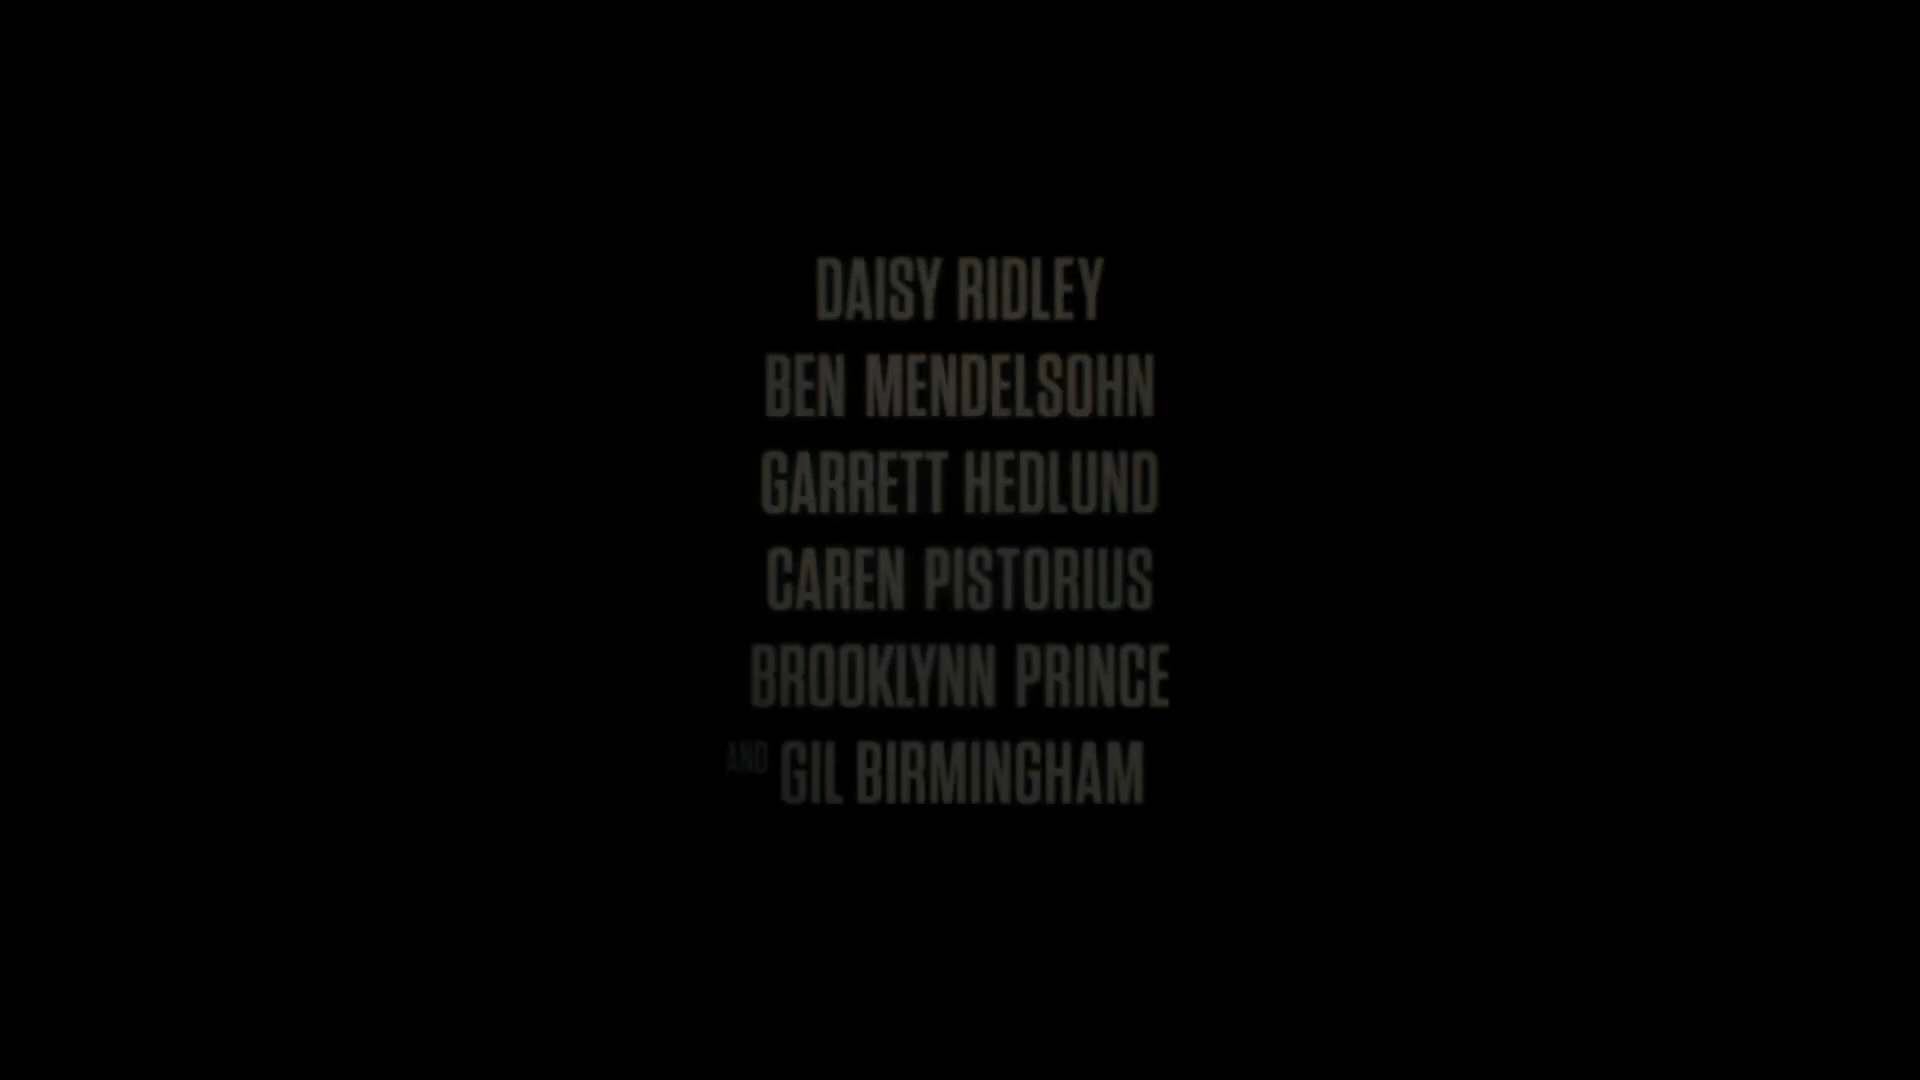 DAISY RIDLEY
BEN MENDELSOHN
GARRETT HEDLUND
CAREN PISTORIUS
BROOKLYNN PRINCE
AND GIL BIRMINGHAM